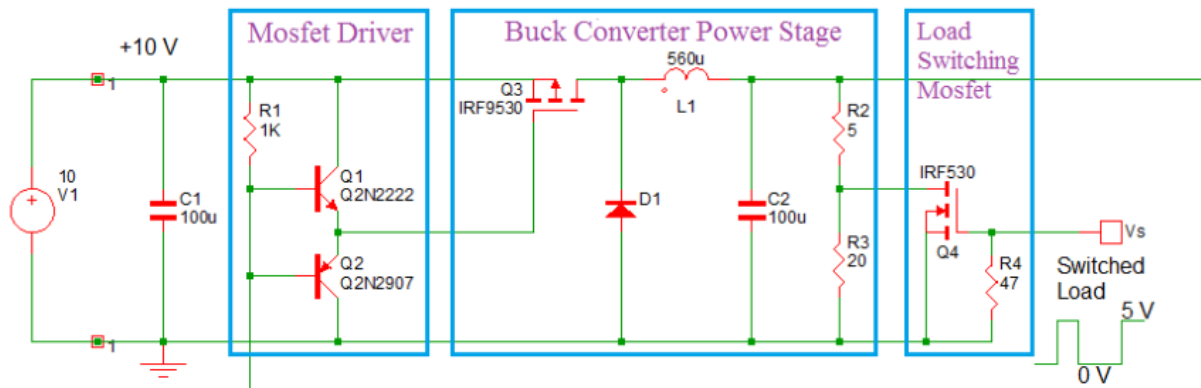 Mosfet Driver
Buck Converter Power Stage
Load
Switching
Mosfet
+10 V
1
10
V1
C1
100u
R1
1K
Q1
Q2N2222
Q2
Q2N2907
Q3
IRF9530
560u
L1
D1
C2
100u
R2
5
R3
20
IRF530
Q4
R4
47
Vs
Switched
Load
5 V
0 V
1